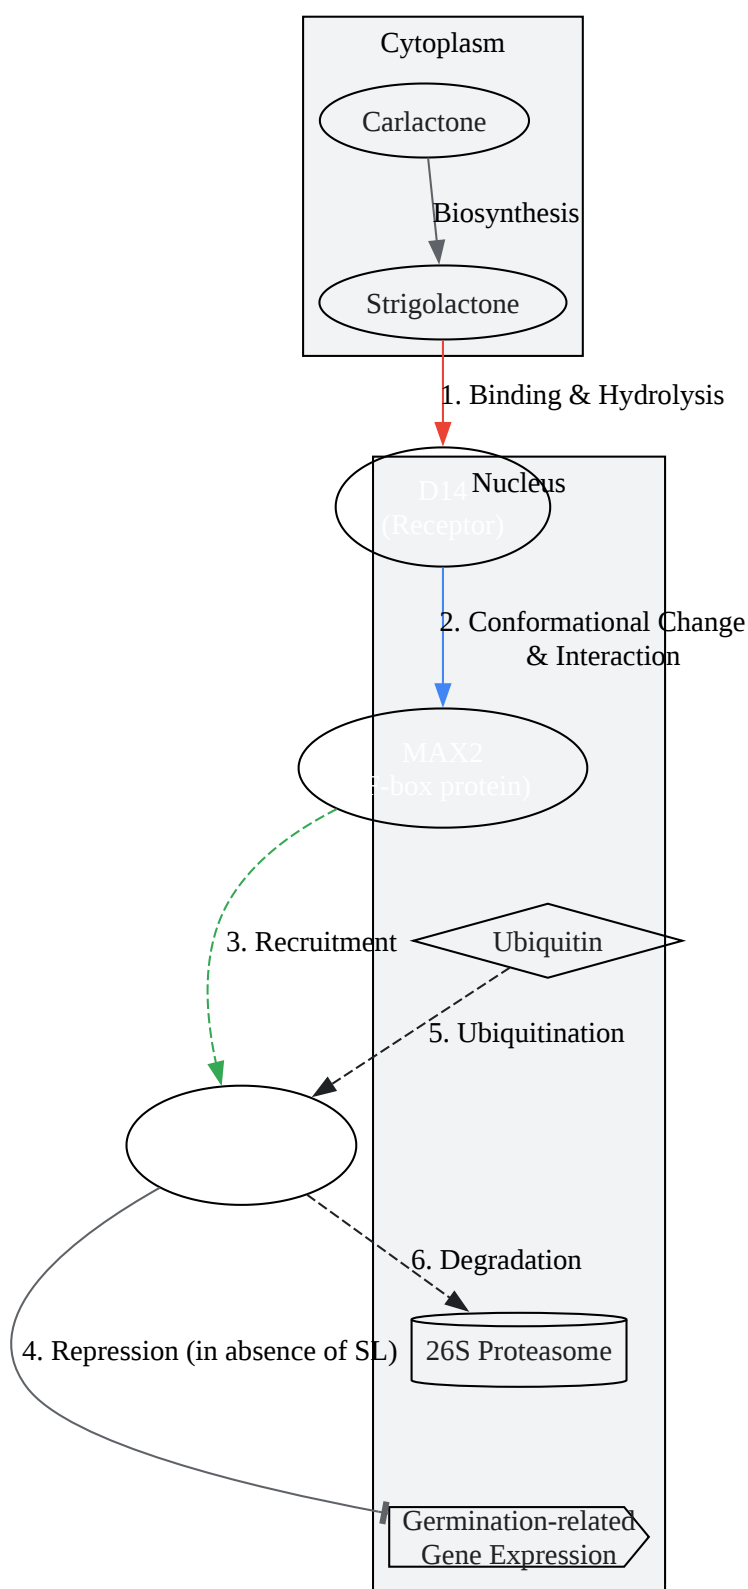 Cytoplasm
Carlactone
Biosynthesis
Strigolactone
1. Binding & Hydrolysis
Nucleus
D14
(Receptor)
2. Conformational Change
& Interaction
MAX2
F-box protein)
Ubiquitin
3. Recruitment
5. Ubiquitination
6. Degradation
4. Repression (in absence of SL)
26S Proteasome
Germination-related
Gene Expression